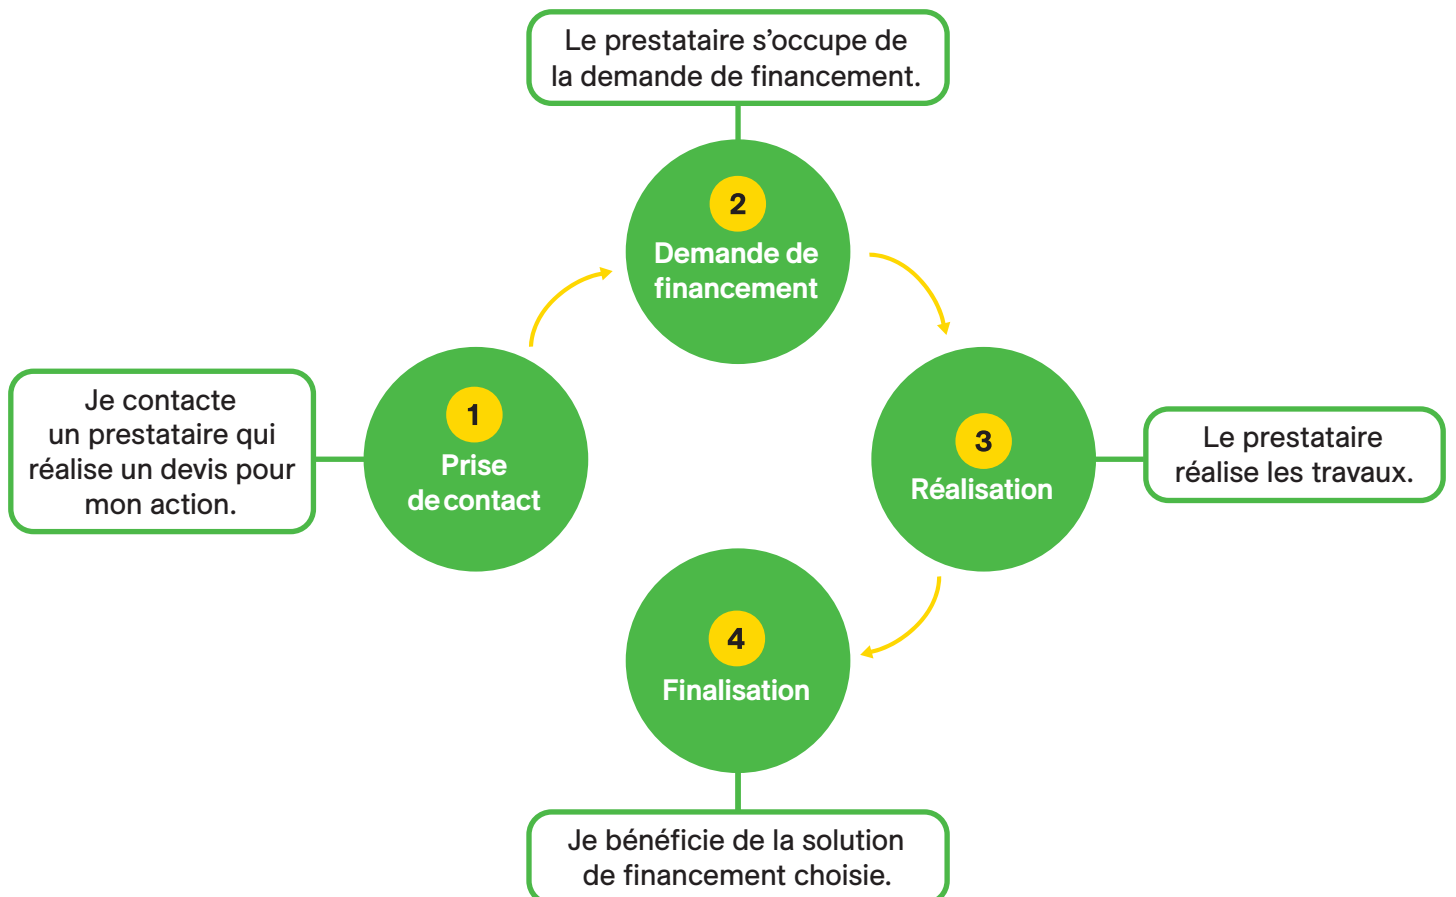 Le prestataire s’occupe de
la demande de financement.
2
Demande de
financement
Je contacte
un prestataire qui
réalise un devis pour
mon action.
1
Prise
de contact
3
Réalisation
Le prestataire
réalise les travaux.
4
Finalisation
Je bénéficie de la solution
de financement choisie.